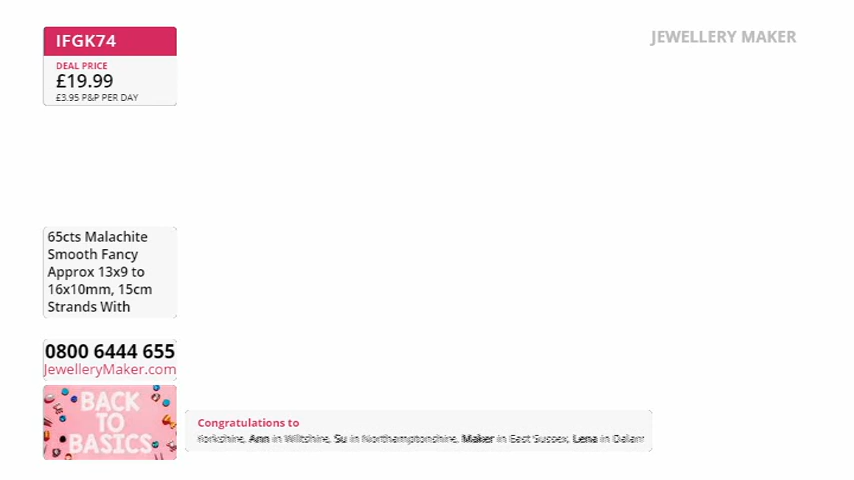 IFGK74
JEWELLERY MAKER
DEAL PRICE
£19.99
£3.95 P&P PER DAY
65cts Malachite
Smooth Fancy
Approx 13x9 to
16x10mm, 15cm
Strands With
0800 6444 655
JewelleryMaker.com
BACK
TO
BASICS
Congratulations to
Yorkshire, Ann in Wiltshire, Su in Northamptonshire, Maker in East Sussex, Lena in